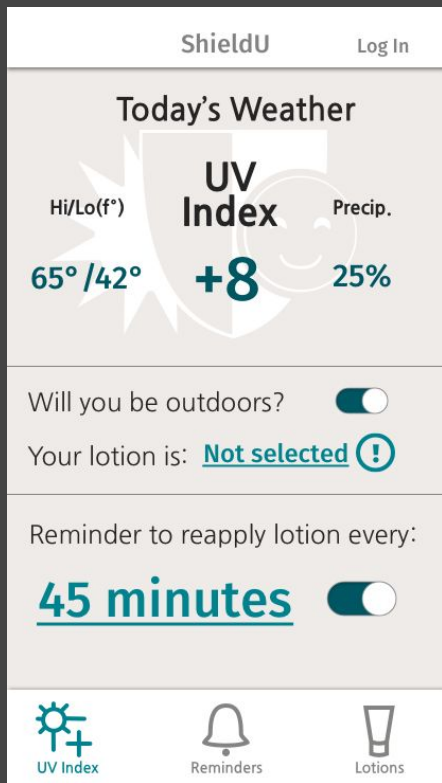 ShieldU Log In
Today's Weather
Hi/Lo(f°) UV Index Precip.
65°/42° +8 25%
Will you be outdoors?
Your lotion is: Not selected !
Reminder to reapply lotion every:
45 minutes
UV Index Reminders Lotions